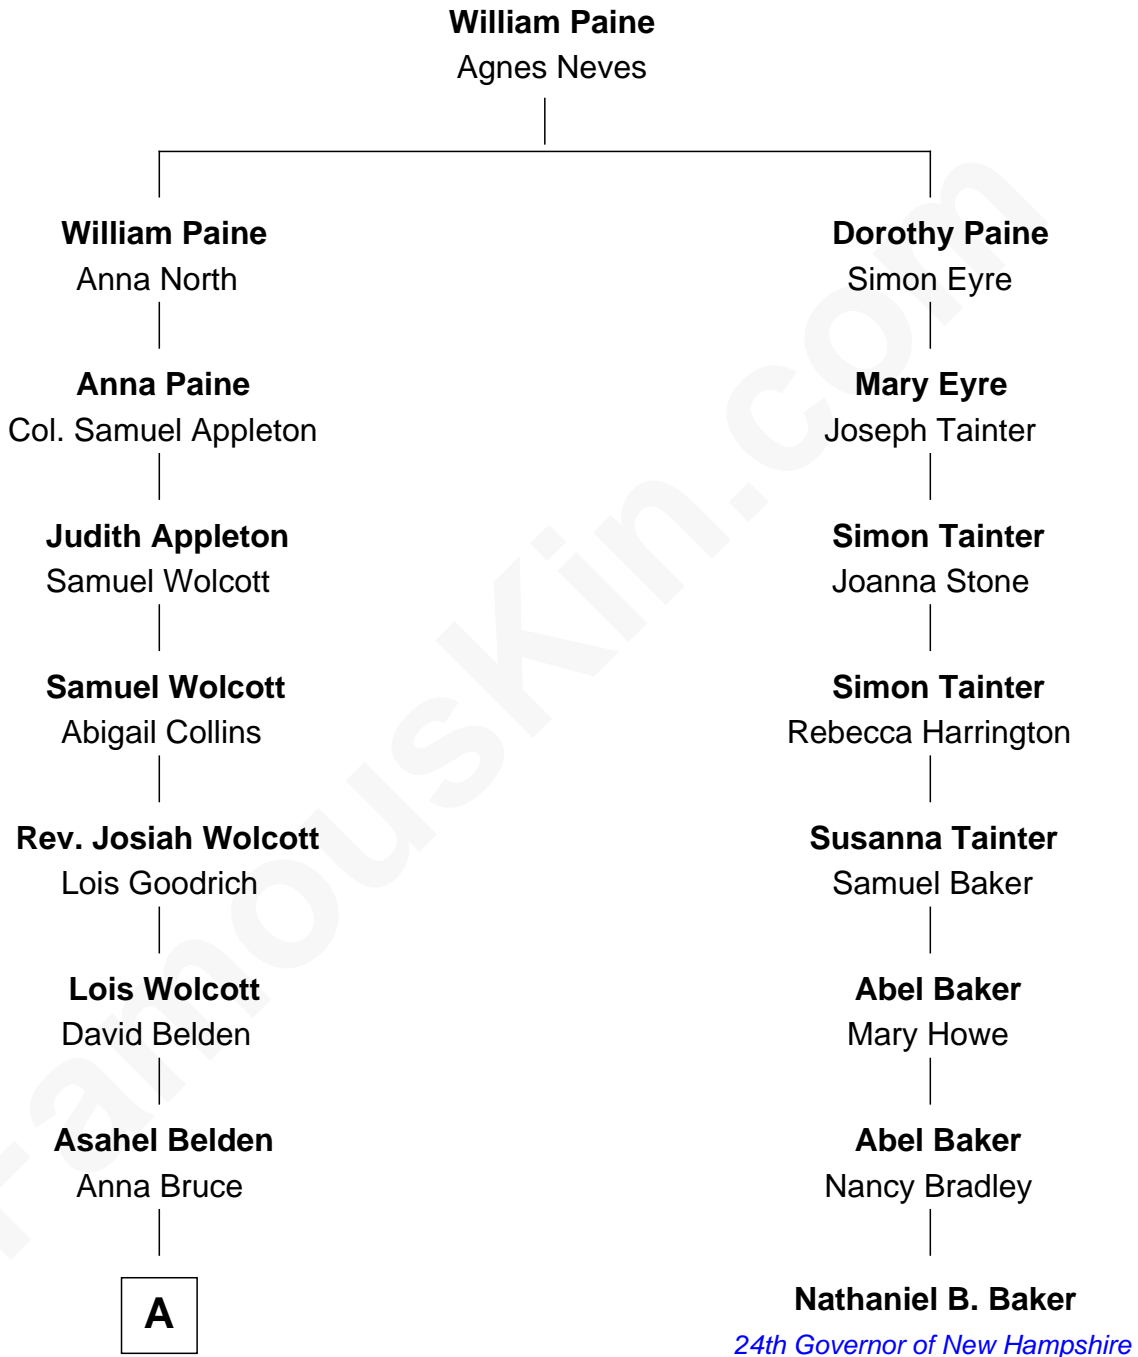 William Paine
Agnes Neves
William Paine
Anna North
Dorothy Paine
Simon Eyre
Anna Paine
Col. Samuel Appleton
Mary Eyre
Joseph Tainter
Judith Appleton
Samuel Wolcott
Simon Tainter
Joanna Stone
Samuel Wolcott
Abigail Collins
Simon Tainter
Rebecca Harrington
Rev. Josiah Wolcott
Lois Goodrich
Susanna Tainter
Samuel Baker
Lois Wolcott
David Belden
Abel Baker
Mary Howe
Asahel Belden
Anna Bruce
Abel Baker
Nancy Bradley
A
Nathaniel B. Baker
24th Governor of New Hampshire
FamousKin.com